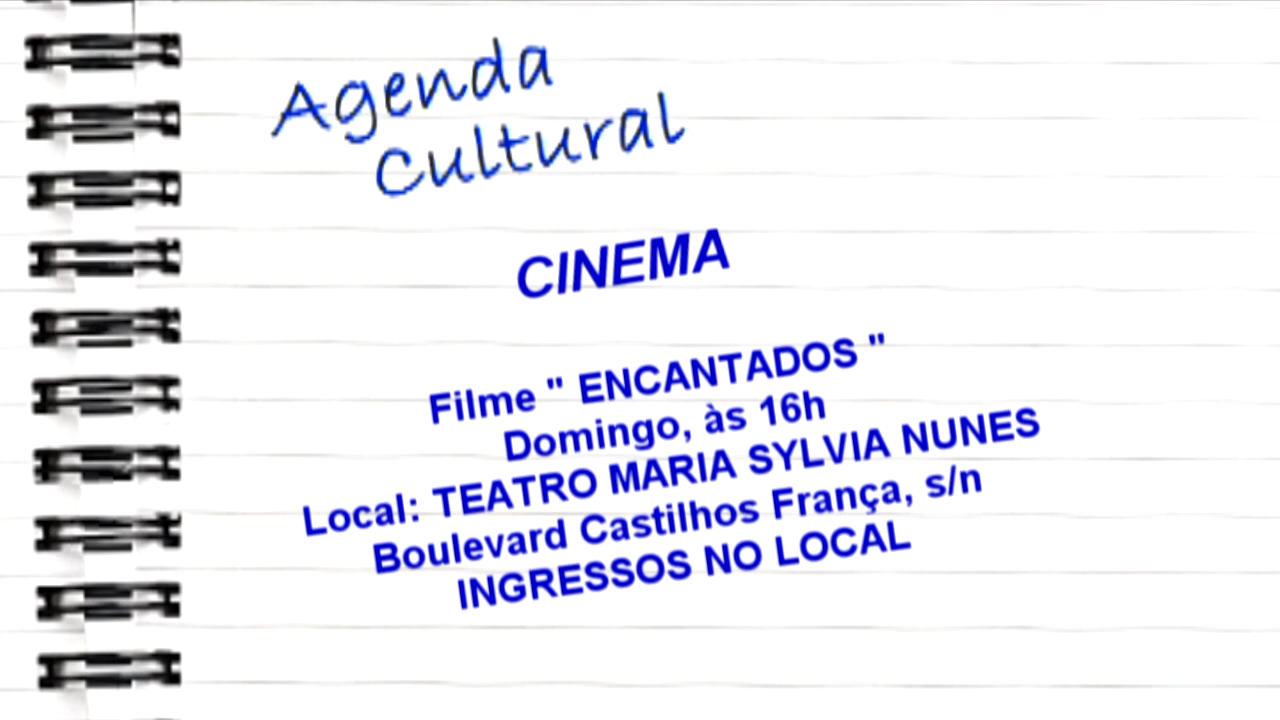 Agenda
Cultural
CINEMA
Filme " ENCANTADOS "
Domingo, às 16h
Local: TEATRO MARIA SYLVIA NUNES
Boulevard Castilhos França, s/n
INGRESSOS NO LOCAL